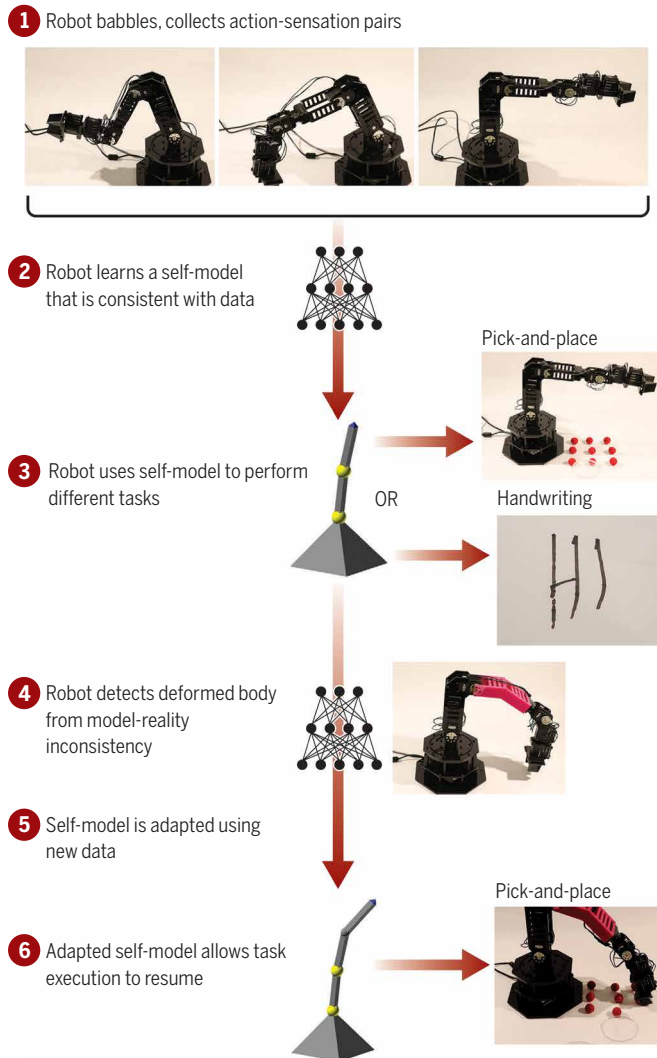 1 Robot babbles, collects action-sensation pairs
2 Robot learns a self-model
that is consistent with data
Pick-and-place
3 Robot uses self-model to perform
different tasks
OR
Handwriting
HI
4 Robot detects deformed body
from model-reality
inconsistency
5 Self-model is adapted using
new data
Pick-and-place
6 Adapted self-model allows task
execution to resume